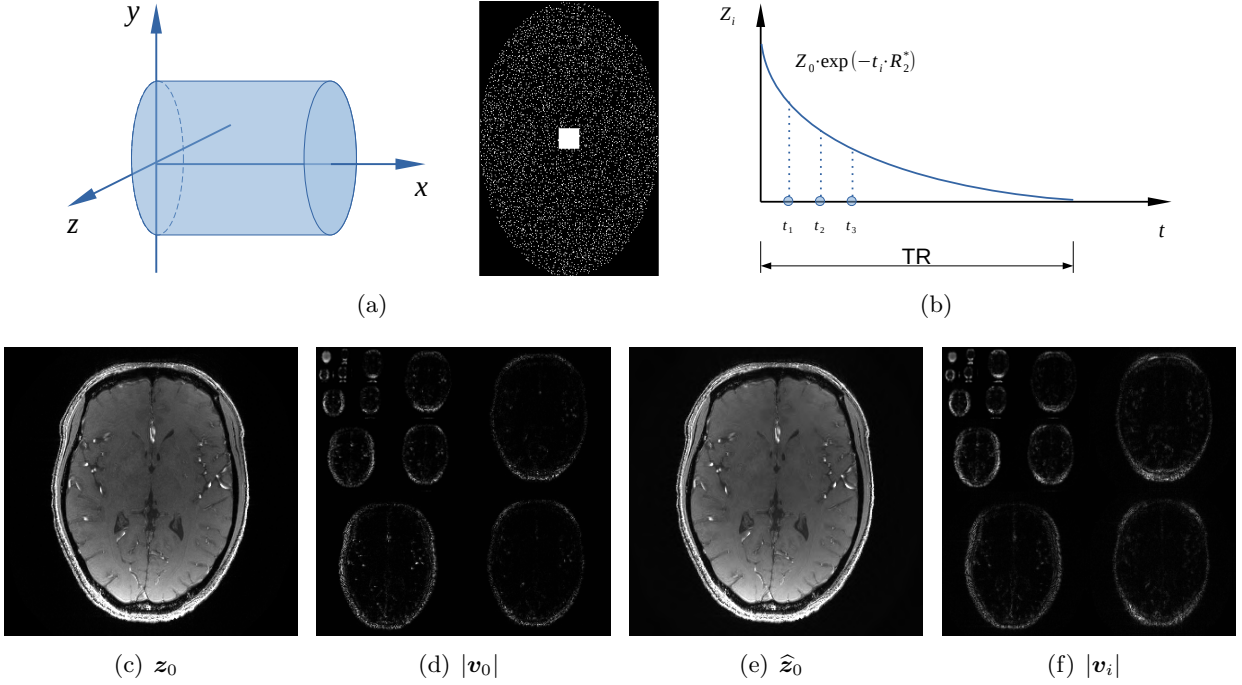 y
x
z
(a)
Z_i
Z_0·exp(−t_i·R_2^*)
t_1 t_2 t_3
t
TR
(b)
(c) z_0
(d) |v_0|
(e) ẑ_0
(f) |v_i|